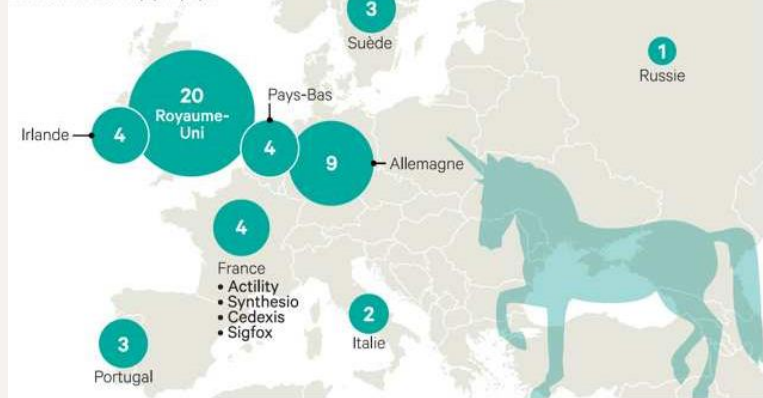 3
Suède
1
Russie
20
Royaume-
Uni
Pays-Bas
Irlande
4
4
9
Allemagne
4
France
• Actility
• Synthesio
• Cedexis
• Sigfox
2
Italie
3
Portugal